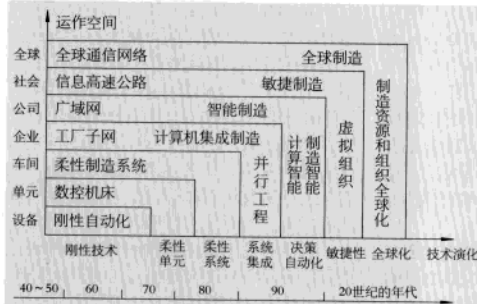 运作空间
全球 全球通信网络 全球制造
社会 信息高速公路 敏捷制造
公司 广域网 智能制造
企业 工厂子网 计算机集成制造
车间 柔性制造系统
单元 数控机床
设备 刚性自动化
并行工程
计算智能
制造智能
虚拟组织
制造资源和组织全球化
刚性技术 柔性单元 柔性系统 系统集成 决策自动化 敏捷性 全球化 技术演化
40~50 60 70 80 90 20世纪的年代